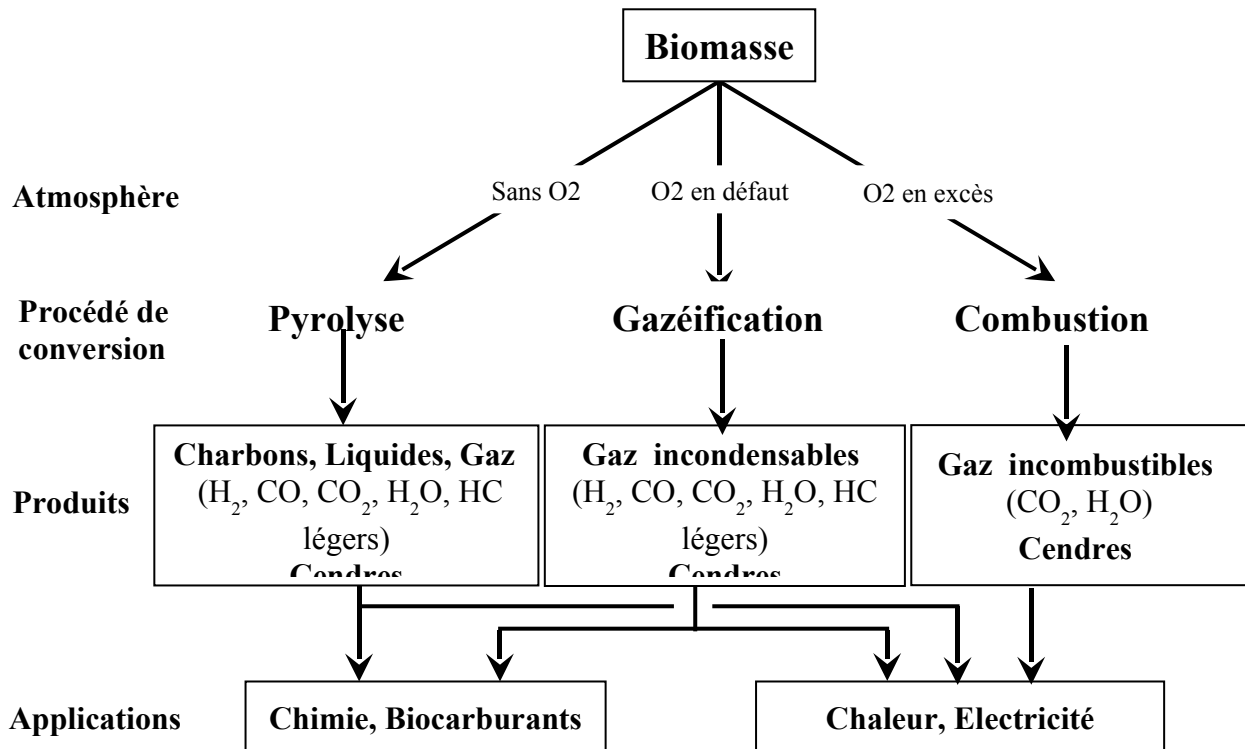 Biomasse
Atmosphère
Sans O2
O2 en défaut
O2 en excès
Procédé de
conversion
Pyrolyse
Gazéification
Combustion
Produits
Charbons, Liquides, Gaz
(H₂, CO, CO₂, H₂O, HC
légers)
Cendres
Gaz incondensables
(H₂, CO, CO₂, H₂O, HC
légers)
Cendres
Gaz incombustibles
(CO₂, H₂O)
Cendres
Applications
Chimie, Biocarburants
Chaleur, Electricité